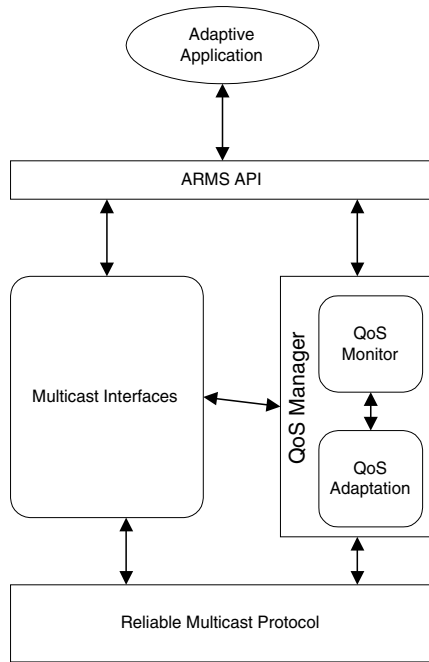 Adaptive
Application
ARMS API
Multicast Interfaces
QoS Manager
QoS
Monitor
QoS
Adaptation
Reliable Multicast Protocol